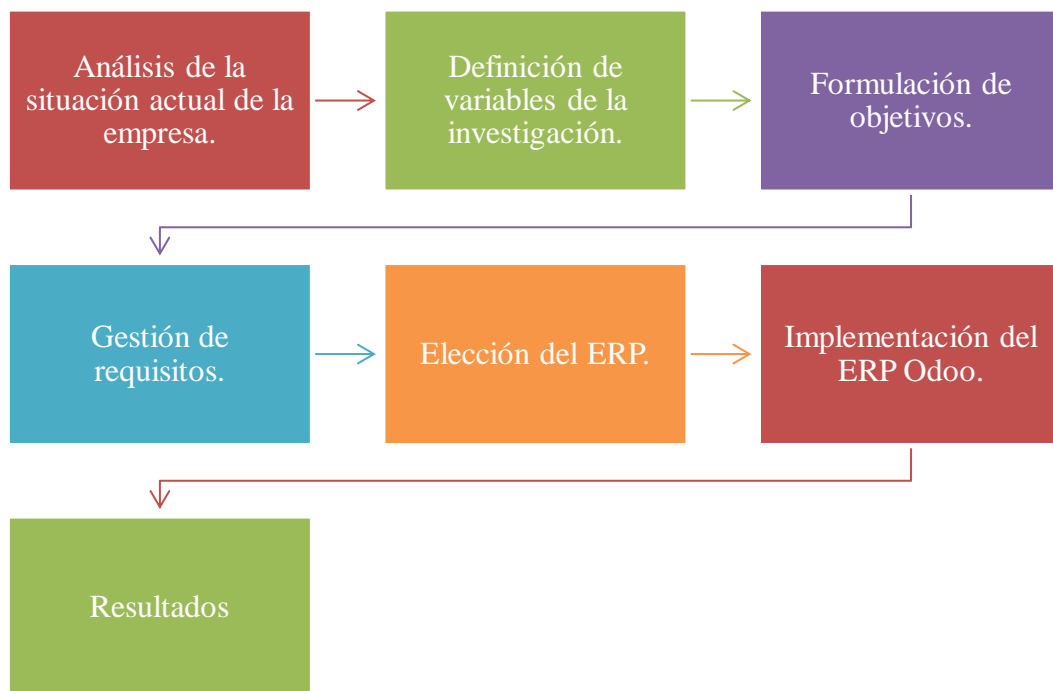 Análisis de la
situación actual de la
empresa.
Definición de
variables de la
investigación.
Formulación de
objetivos.
Gestión de
requisitos.
Elección del ERP.
Implementación del
ERP Odoo.
Resultados